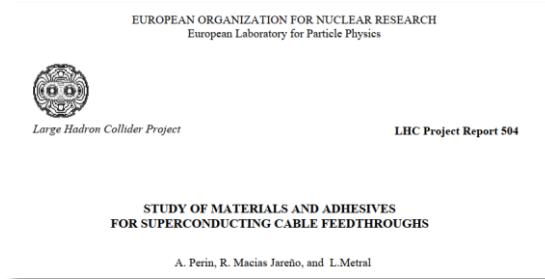 EUROPEAN ORGANIZATION FOR NUCLEAR RESEARCH
European Laboratory for Particle Physics
Large Hadron Collider Project
LHC Project Report 504
STUDY OF MATERIALS AND ADHESIVES
FOR SUPERCONDUCTING CABLE FEEDTHROUGHS
A. Perin, R. Macias Jareño, and L.Metral